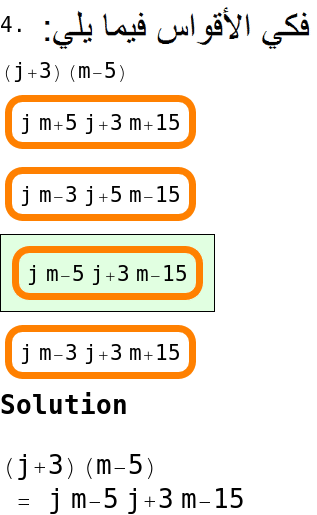 4. فكي الأقواس فيما يلي:
(j+3) (m−5)
j m+5 j+3 m+15
j m−3 j+5 m−15
j m−5 j+3 m−15
j m−3 j+3 m+15
Solution
(j+3) (m−5)
= j m−5 j+3 m−15